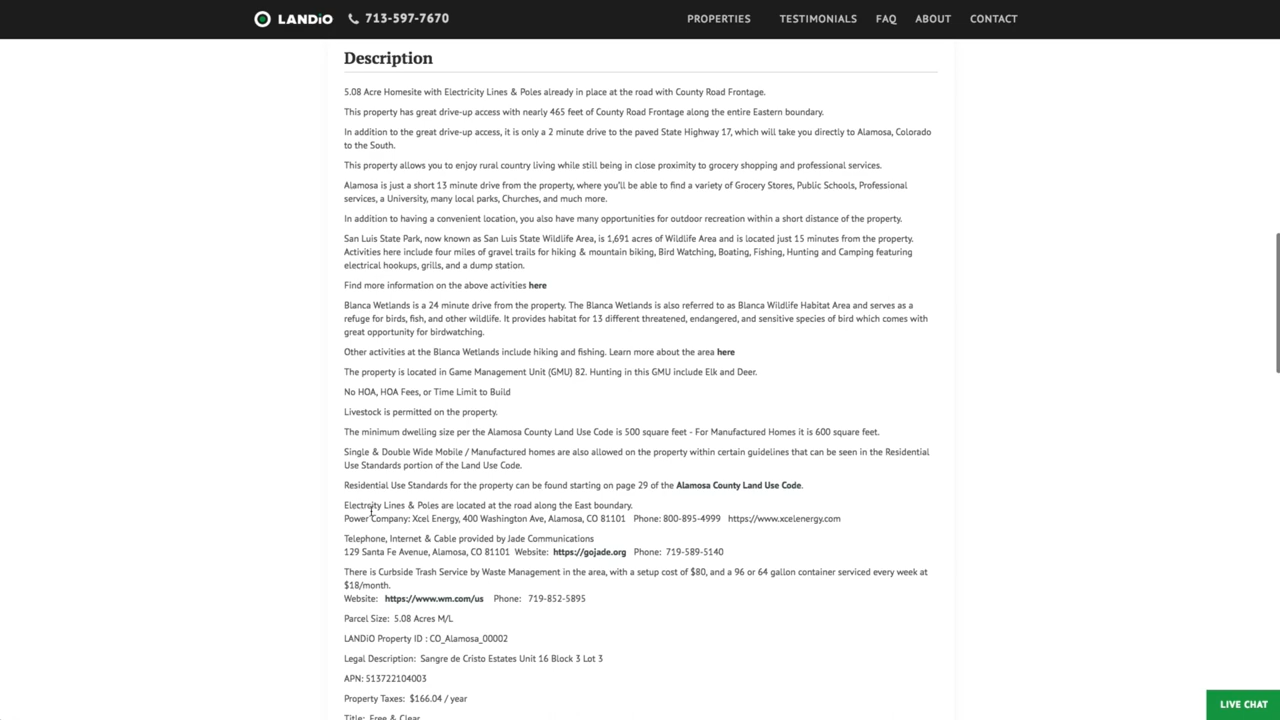 LANDiO 713-597-7670 PROPERTIES TESTIMONIALS FAQ ABOUT CONTACT
Description
5.08 Acre Homesite with Electricity Lines & Poles already in place at the road with County Road Frontage.
This property has great drive-up access with nearly 465 feet of County Road Frontage along the entire Eastern boundary.
In addition to the great drive-up access, it is only a 2 minute drive to the paved State Highway 17, which will take you directly to Alamosa, Colorado
to the South.
This property allows you to enjoy rural country living while still being in close proximity to grocery shopping and professional services.
Alamosa is just a short 13 minute drive from the property, where you'll be able to find a variety of Grocery Stores, Public Schools, Professional
services, a University, many local parks, Churches, and much more.
In addition to having a convenient location, you also have many opportunities for outdoor recreation within a short distance of the property.
San Luis State Park, now known as San Luis State Wildlife Area, is 1,691 acres of Wildlife Area and is located just 15 minutes from the property.
Activities here include four miles of gravel trails for hiking & mountain biking, Bird Watching, Boating, Fishing, Hunting and Camping featuring
electrical hookups, grills, and a dump station.
Find more information on the above activities here
Blanca Wetlands is a 24 minute drive from the property. The Blanca Wetlands is also referred to as Blanca Wildlife Habitat Area and serves as a
refuge for birds, fish, and other wildlife. It provides habitat for 13 different threatened, endangered, and sensitive species of bird which comes with
great opportunity for birdwatching.
Other activities at the Blanca Wetlands include hiking and fishing. Learn more about the area here
The property is located in Game Management Unit (GMU) 82. Hunting in this GMU include Elk and Deer.
No HOA, HOA Fees, or Time Limit to Build
Livestock is permitted on the property.
The minimum dwelling size per the Alamosa County Land Use Code is 500 square feet - For Manufactured Homes it is 600 square feet.
Single & Double Wide Mobile / Manufactured homes are also allowed on the property within certain guidelines that can be seen in the Residential
Use Standards portion of the Land Use Code.
Residential Use Standards for the property can be found starting on page 29 of the Alamosa County Land Use Code.
Electricity Lines & Poles are located at the road along the East boundary.
Power Company: Xcel Energy, 400 Washington Ave, Alamosa, CO 81101 Phone: 800-895-4999 https://www.xcelenergy.com
Telephone, Internet & Cable provided by Jade Communications
129 Santa Fe Avenue, Alamosa, CO 81101 Website: https://gojade.org Phone: 719-589-5140
There is Curbside Trash Service by Waste Management in the area, with a setup cost of $80, and a 96 or 64 gallon container serviced every week at
$18/month.
Website: https://www.wm.com/us Phone: 719-852-5895
Parcel Size: 5.08 Acres M/L
LANDiO Property ID : CO_Alamosa_00002
Legal Description: Sangre de Cristo Estates Unit 16 Block 3 Lot 3
APN: 513722104003
Property Taxes: $166.04 / year
Title: Free & Clear
LIVE CHAT